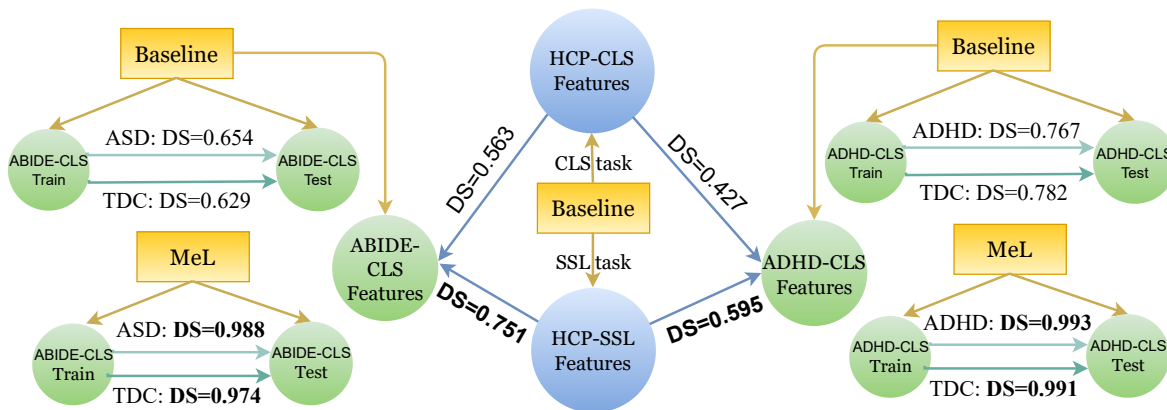 Baseline
ABIDE-CLS
Train
ASD: DS=0.654
TDC: DS=0.629
ABIDE-CLS
Test
MeL
ABIDE-CLS
Train
ASD: DS=0.988
TDC: DS=0.974
ABIDE-CLS
Test
HCP-CLS
Features
DS=0.563
CLS task
DS=0.427
Baseline
ABIDE-
CLS
Features
SSL task
ADHD-CLS
Features
DS=0.751
DS=0.595
HCP-SSL
Features
Baseline
ADHD-CLS
Train
ADHD: DS=0.767
TDC: DS=0.782
ADHD-CLS
Test
MeL
ADHD-CLS
Train
ADHD: DS=0.993
TDC: DS=0.991
ADHD-CLS
Test